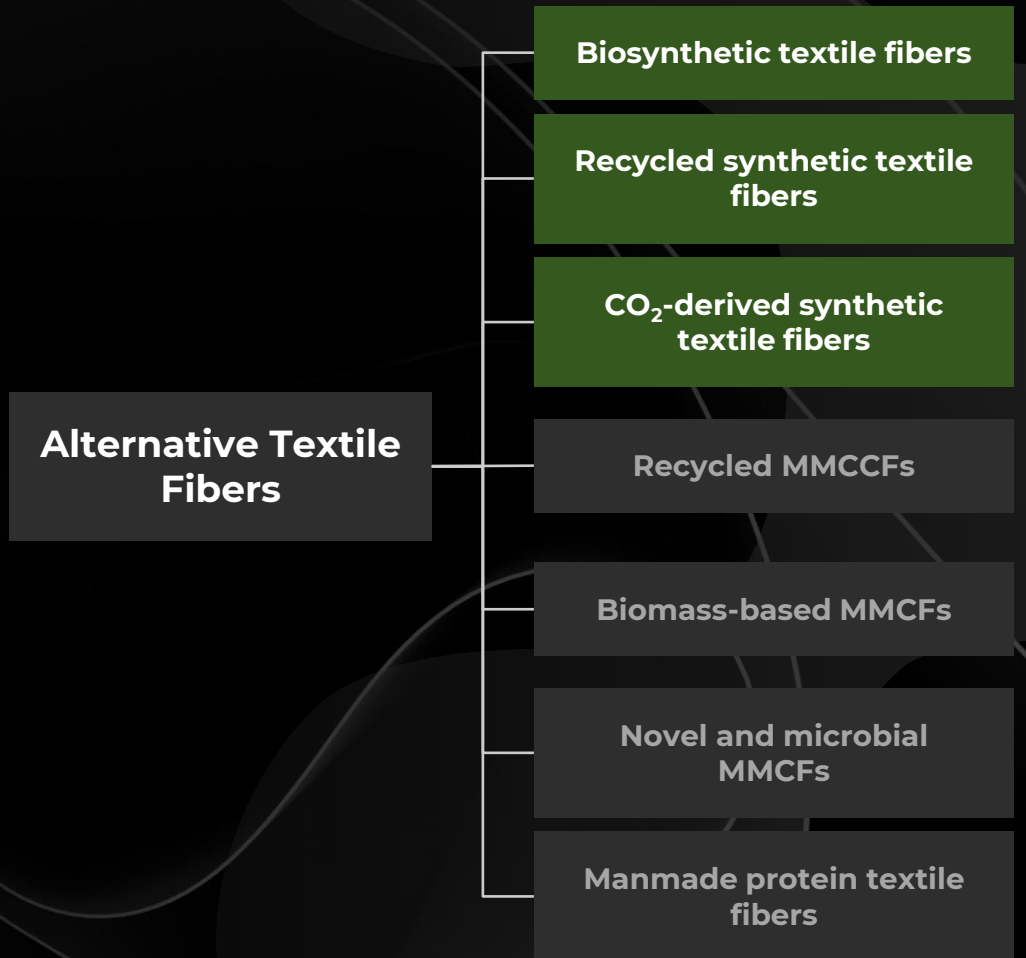 Biosynthetic textile fibers
Recycled synthetic textile
fibers
CO₂-derived synthetic
textile fibers
Alternative Textile
Fibers
Recycled MMCCFs
Biomass-based MMCFs
Novel and microbial
MMCFs
Manmade protein textile
fibers